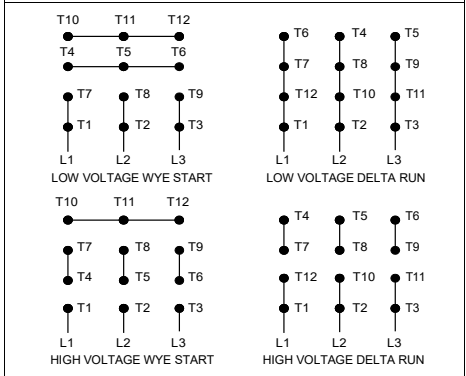 T10 T11 T12
T4 T5 T6
T7 T8 T9
T1 T2 T3
L1 L2 L3
LOW VOLTAGE WYE START
T6 T4 T5
T7 T8 T9
T12 T10 T11
T1 T2 T3
L1 L2 L3
LOW VOLTAGE DELTA RUN
T10 T11 T12
T7 T8 T9
T4 T5 T6
T1 T2 T3
L1 L2 L3
HIGH VOLTAGE WYE START
T4 T5 T6
T7 T8 T9
T12 T10 T11
T1 T2 T3
L1 L2 L3
HIGH VOLTAGE DELTA RUN